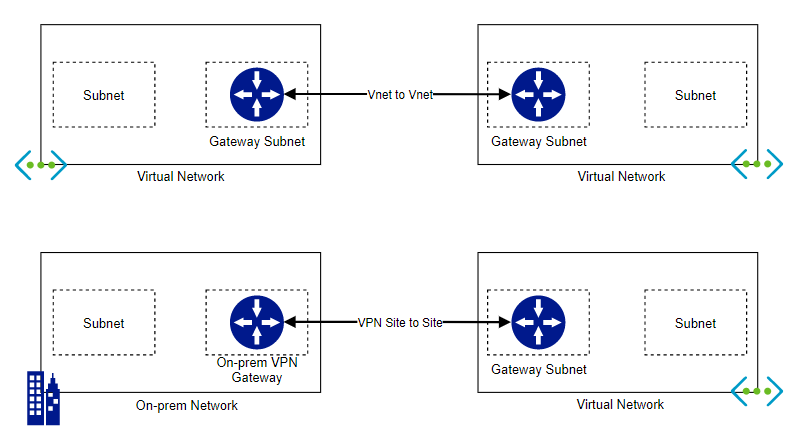 Subnet
Vnet to Vnet
Subnet
Gateway Subnet
Gateway Subnet
Virtual Network
Virtual Network
Subnet
VPN Site to Site
Subnet
On-prem VPN
Gateway
Gateway Subnet
On-prem Network
Virtual Network